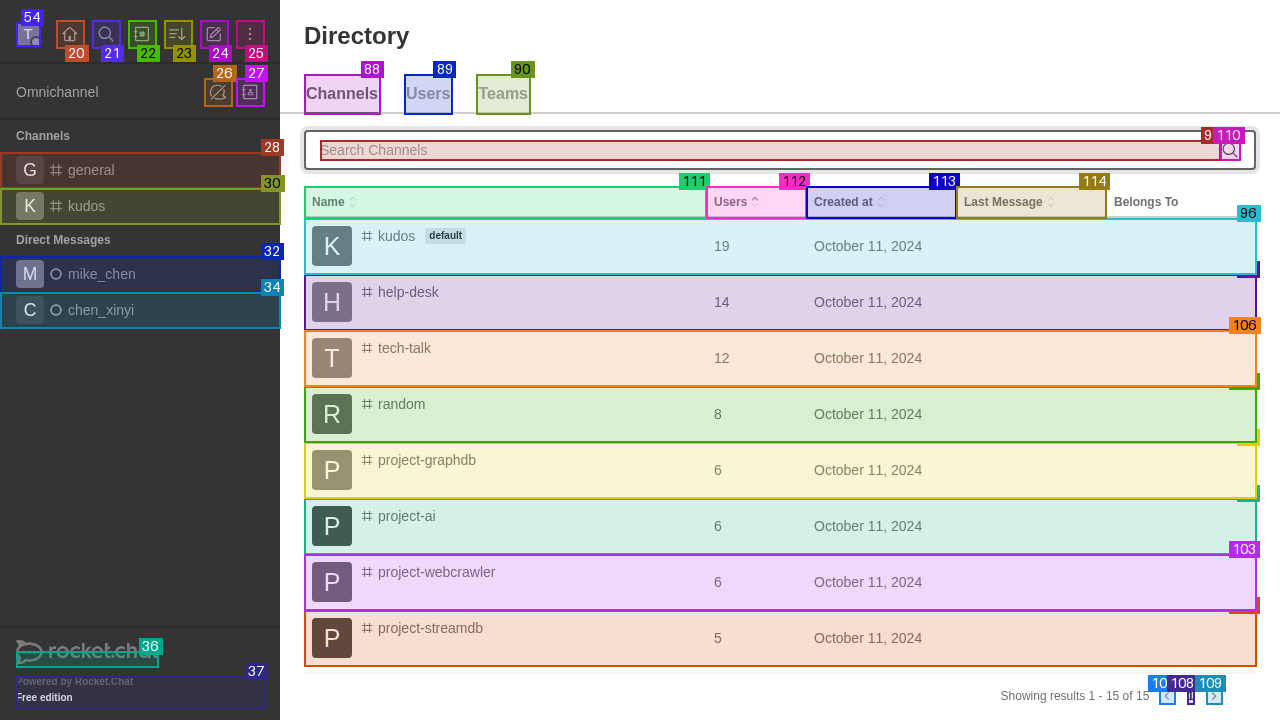 54
T
20
21
22
23
24
25
Omnichannel
26
27
Channels
28
G general
30
K kudos
Direct Messages
32
M mike_chen
34
C chen_xinyi
36
rocket.chat
37
Powered by Rocket.Chat
Free edition
Directory
88
89
90
Channels Users Teams
110
Search Channels
111
112
113
114
Name Users Created at Last Message Belongs To
96
K kudos default 19 October 11, 2024
H help-desk 14 October 11, 2024
106
T tech-talk 12 October 11, 2024
R random 8 October 11, 2024
P project-graphdb 6 October 11, 2024
P project-ai 6 October 11, 2024
103
P project-webcrawler 6 October 11, 2024
P project-streamdb 5 October 11, 2024
108
109
Showing results 1 - 15 of 15